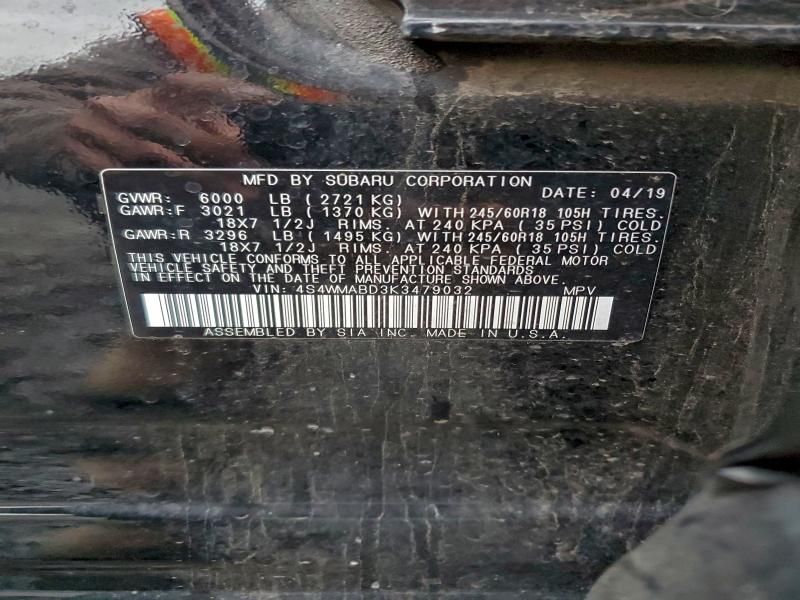 MFD BY SUBARU CORPORATION
DATE: 04/19
GVWR: 6000 LB ( 2721 KG)
GAWR:F 3021 LB ( 1370 KG) WITH 245/60R18 105H TIRES.
18X7 1/2J RIMS. AT 240 KPA ( 35 PSI) COLD
GAWR:R 3296 LB ( 1495 KG) WITH 245/60R18 105H TIRES.
18X7 1/2J RIMS. AT 240 KPA ( 35 PSI) COLD
THIS VEHICLE CONFORMS TO ALL APPLICABLE FEDERAL MOTOR
VEHICLE SAFETY AND THEFT PREVENTION STANDARDS
IN EFFECT ON THE DATE OF MANUFACTURE SHOWN ABOVE.
VIN: 4S4WMABD3K3479032 MPV
ASSEMBLED BY SIA INC. MADE IN U.S.A.